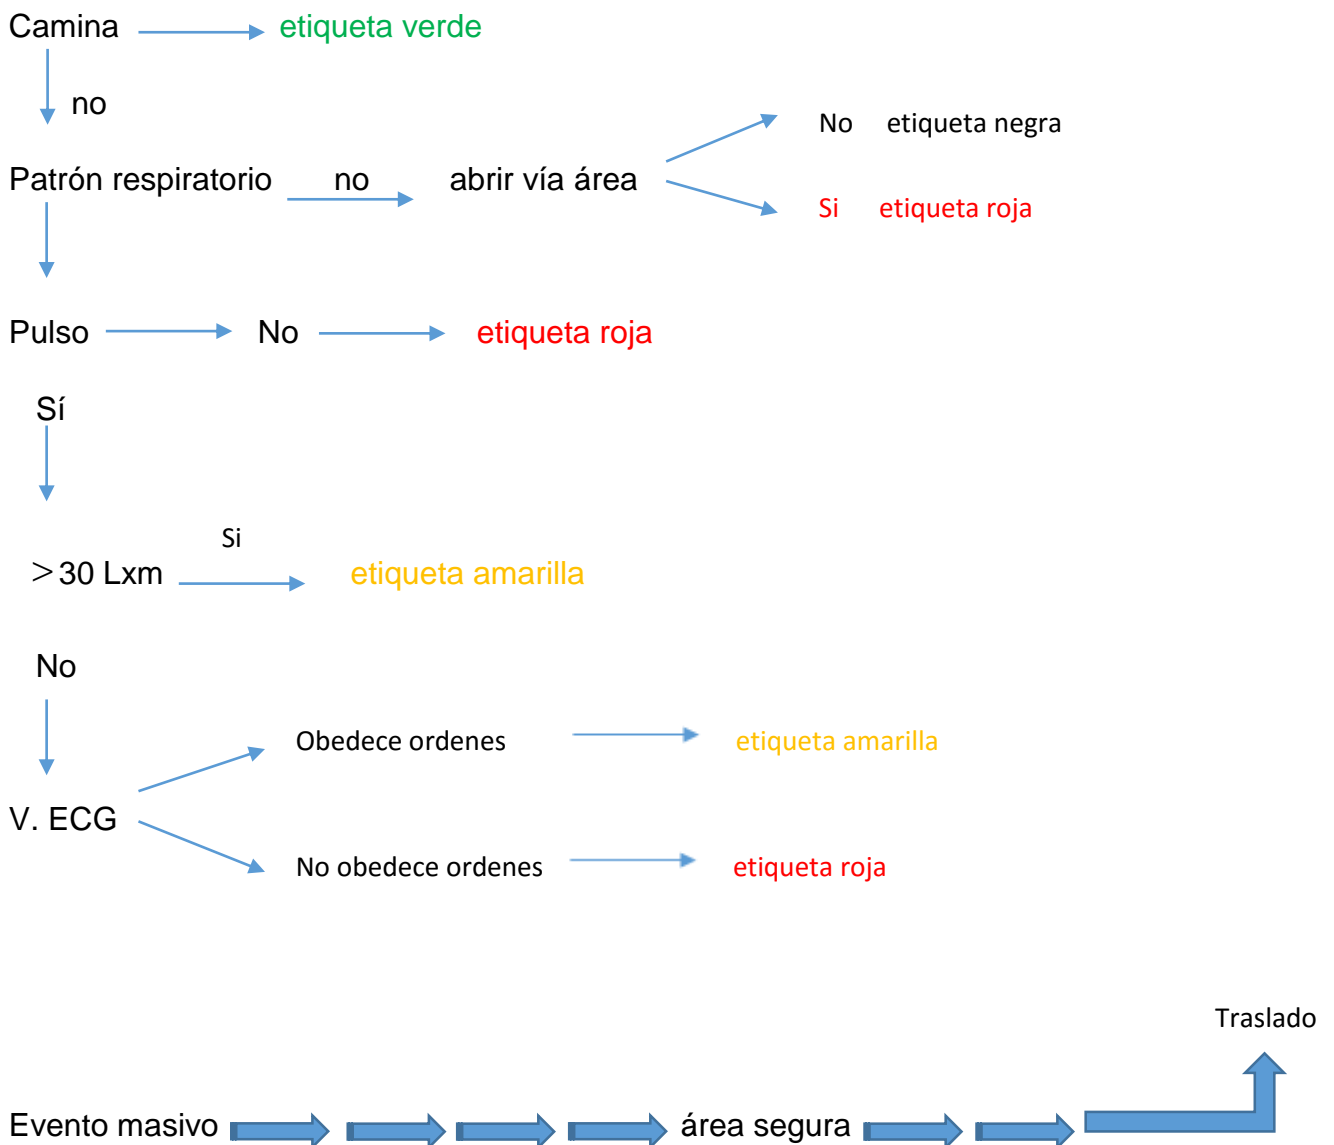 Camina etiqueta verde
no
No etiqueta negra
Patrón respiratorio no abrir vía área
Si etiqueta roja
Pulso No etiqueta roja
Sí
Si
>30 Lxm etiqueta amarilla
No
Obedece ordenes etiqueta amarilla
V. ECG
No obedece ordenes etiqueta roja
Traslado
Evento masivo área segura